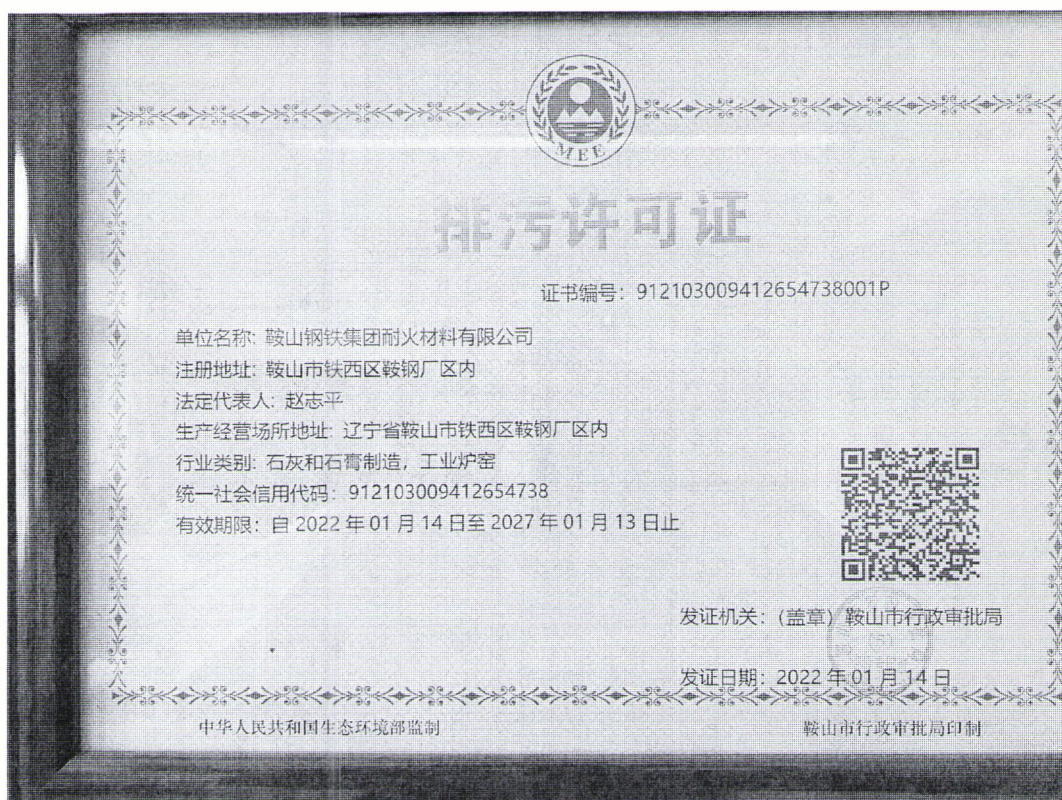 MEE
排污许可证
证书编号：912103009412654738001P
单位名称：鞍山钢铁集团耐火材料有限公司
注册地址：鞍山市铁西区鞍钢厂区内
法定代表人：赵志平
生产经营场所地址：辽宁省鞍山市铁西区鞍钢厂区内
行业类别：石灰和石膏制造，工业炉窑
统一社会信用代码：912103009412654738
有效期限：自 2022 年 01 月 14 日至 2027 年 01 月 13 日止
发证机关：（盖章）鞍山市行政审批局
发证日期：2022 年 01 月 14 日
中华人民共和国生态环境部监制
鞍山市行政审批局印制